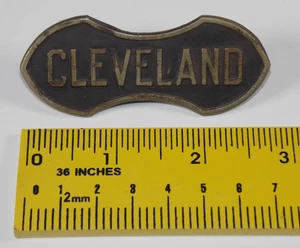 CLEVELAND
0 1 2 3
36 INCHES
0 1 2 3 4 5 6 7
2mm